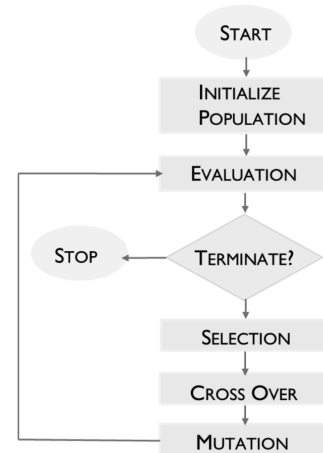 START
INITIALIZE
POPULATION
EVALUATION
STOP
TERMINATE?
SELECTION
CROSS OVER
MUTATION